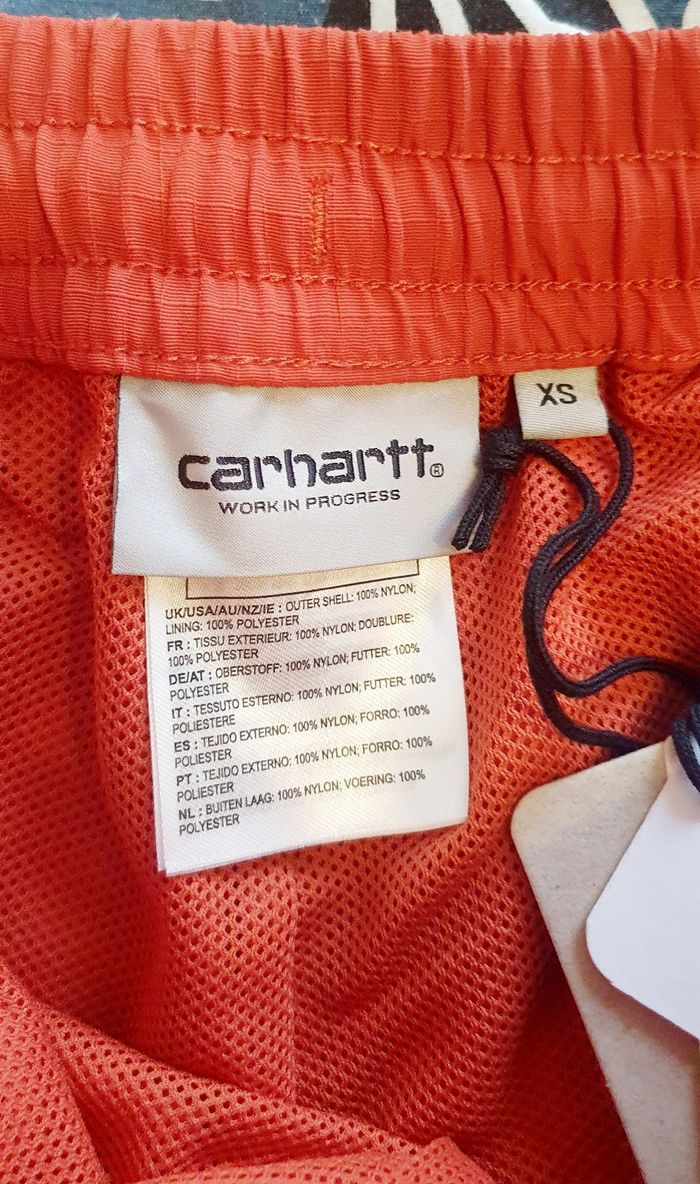 XS
carhartt®
WORK IN PROGRESS
UK/USA/AU/NZ/IE : OUTER SHELL: 100% NYLON;
LINING: 100% POLYESTER
FR : TISSU EXTERIEUR: 100% NYLON; DOUBLURE:
100% POLYESTER
DE/AT : OBERSTOFF: 100% NYLON; FUTTER: 100%
POLYESTER
IT : TESSUTO ESTERNO: 100% NYLON; FUTTER: 100%
POLIESTERE
ES : TEJIDO EXTERNO: 100% NYLON; FORRO: 100%
POLIESTER
PT : TEJIDO EXTERNO: 100% NYLON; FORRO: 100%
POLIESTER
NL : BUITEN LAAG: 100% NYLON; VOERING: 100%
POLYESTER